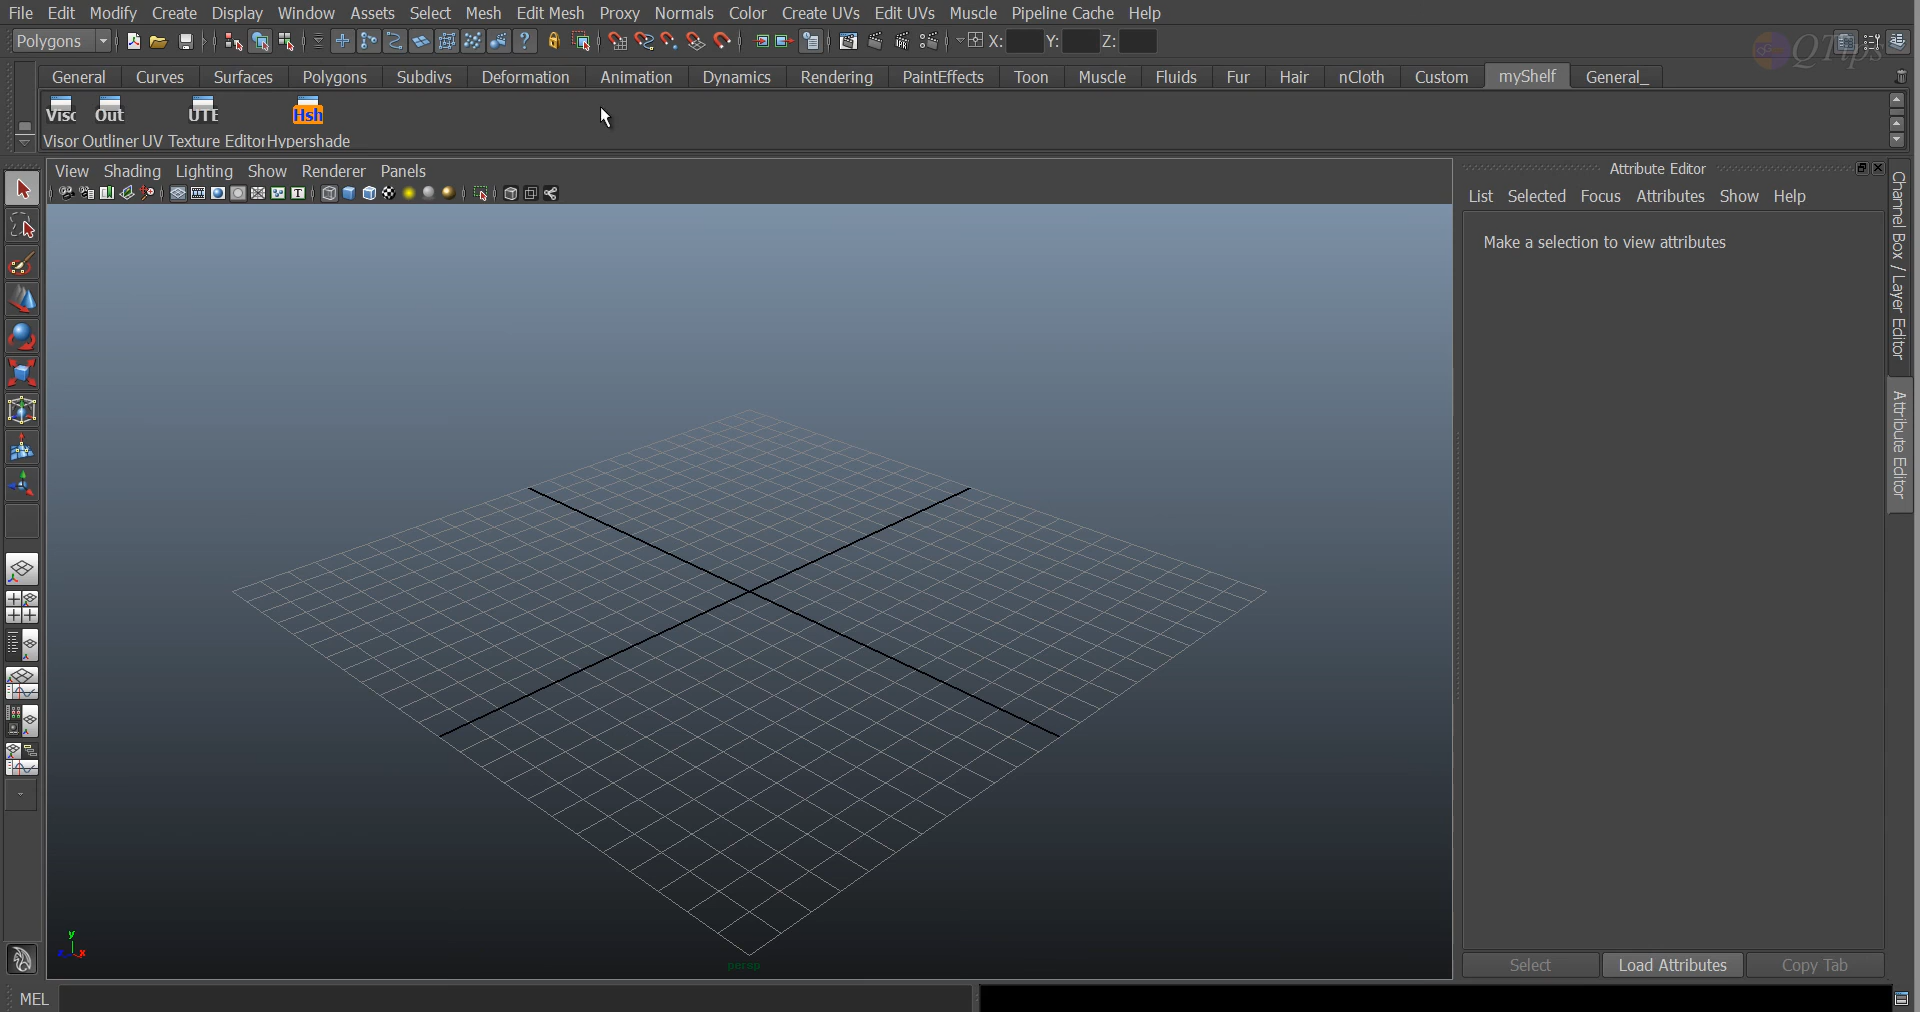 File Edit Modify Create Display Window Assets Select Mesh Edit Mesh Proxy Normals Color Create UVs Edit UVs Muscle Pipeline Cache Help
Polygons X: Y: Z: QTips
General Curves Surfaces Polygons Subdivs Deformation Animation Dynamics Rendering PaintEffects Toon Muscle Fluids Fur Hair nCloth Custom myShelf General_
Visc Out UTE Hsh
Visor Outliner UV Texture Editor Hypershade
View Shading Lighting Show Renderer Panels
Attribute Editor
List Selected Focus Attributes Show Help
Make a selection to view attributes
Channel Box / Layer Editor
Attribute Editor
y
x
persp
Select Load Attributes Copy Tab
MEL